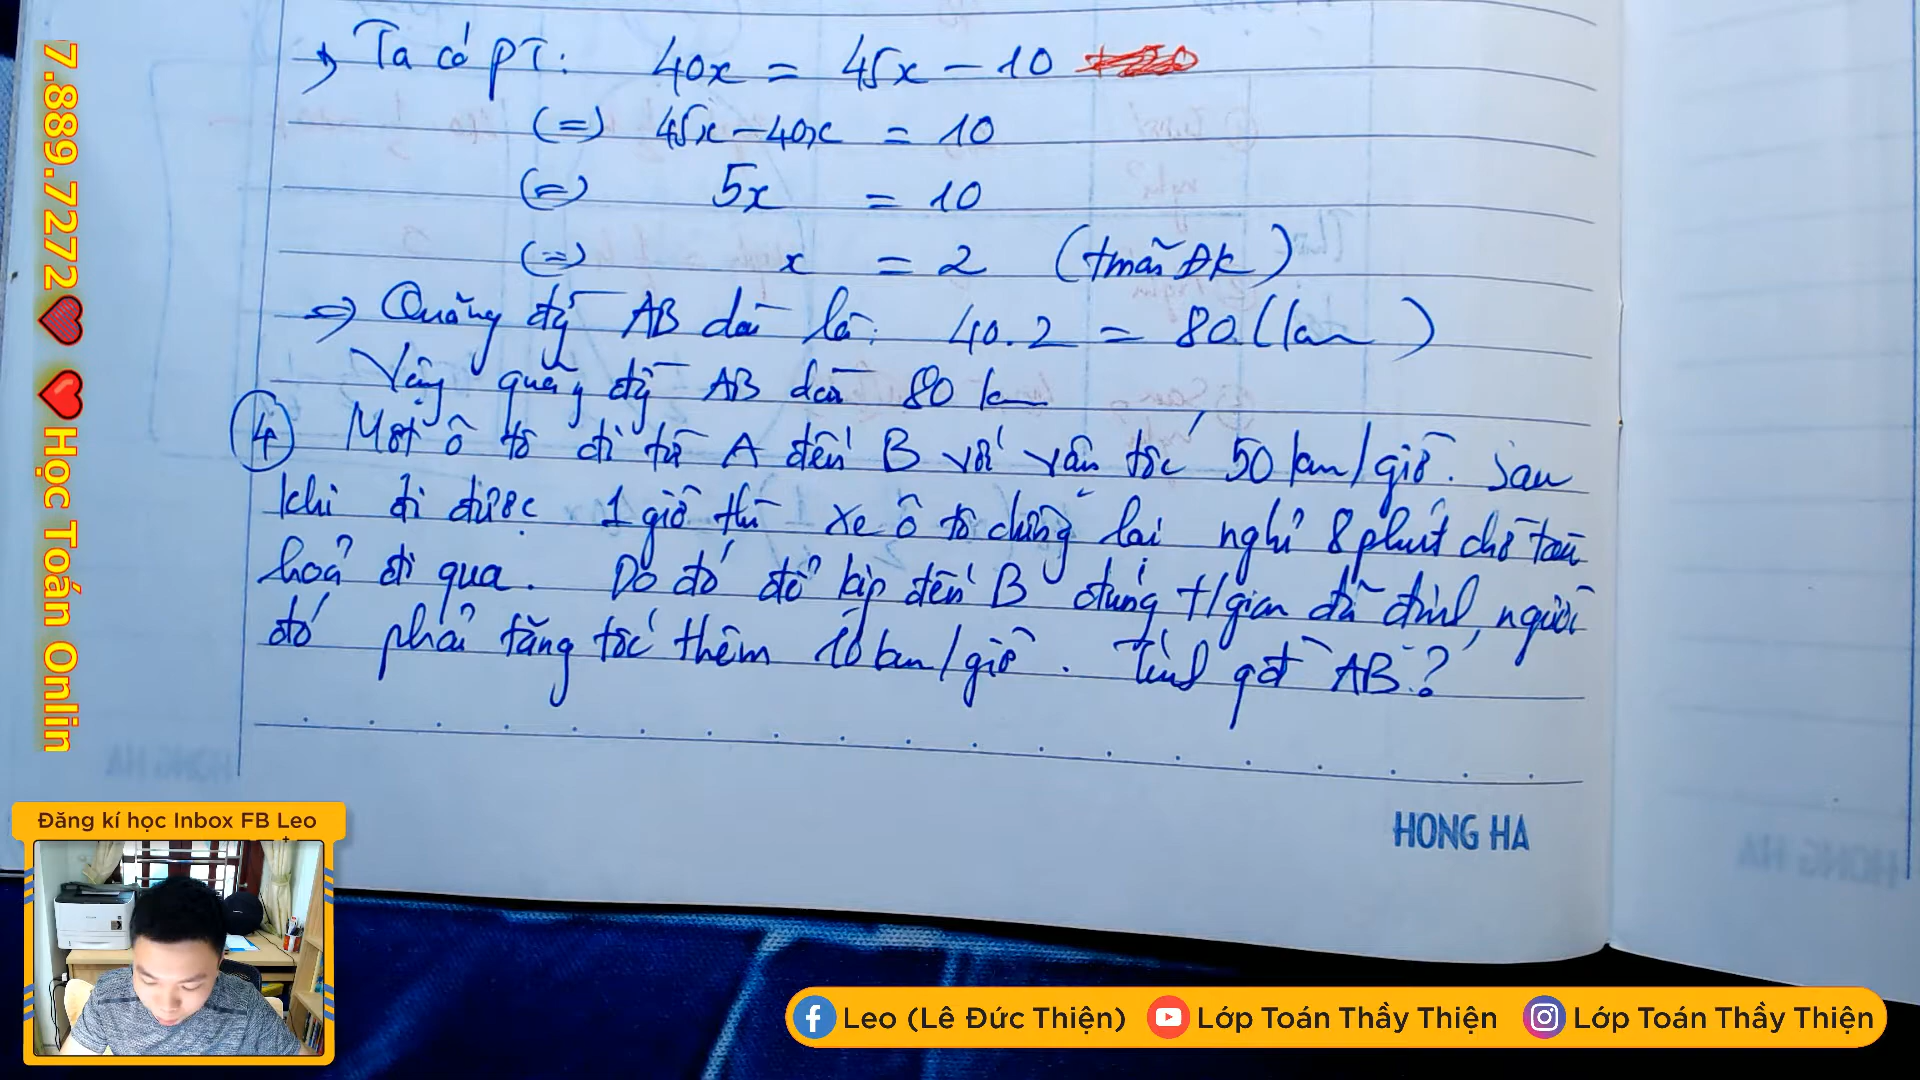 → Ta có PT: 40x = 45x - 10
(=) 45x - 40x = 10
(=) 5x = 10
(=) x = 2 (tmãn ĐK)
=> Quãng đg AB dài là: 40.2 = 80 (km)
Vậy quãng đg AB dài 80 km
④ Một ô tô đi từ A đến B với vận tốc 50 km/giờ. Sau
khi đi được 1 giờ thì xe ô tô dừng lại nghỉ 8 phút chờ tàu
hoả đi qua. Do đó để kịp đến B đúng t/gian đã định, người
đó phải tăng tốc thêm 10 km/giờ. Tính qđ AB?
HONG HA
7.889.7272❤️ ❤️Học Toán Onlin
Đăng kí học Inbox FB Leo
Leo (Lê Đức Thiện) Lớp Toán Thầy Thiện Lớp Toán Thầy Thiện